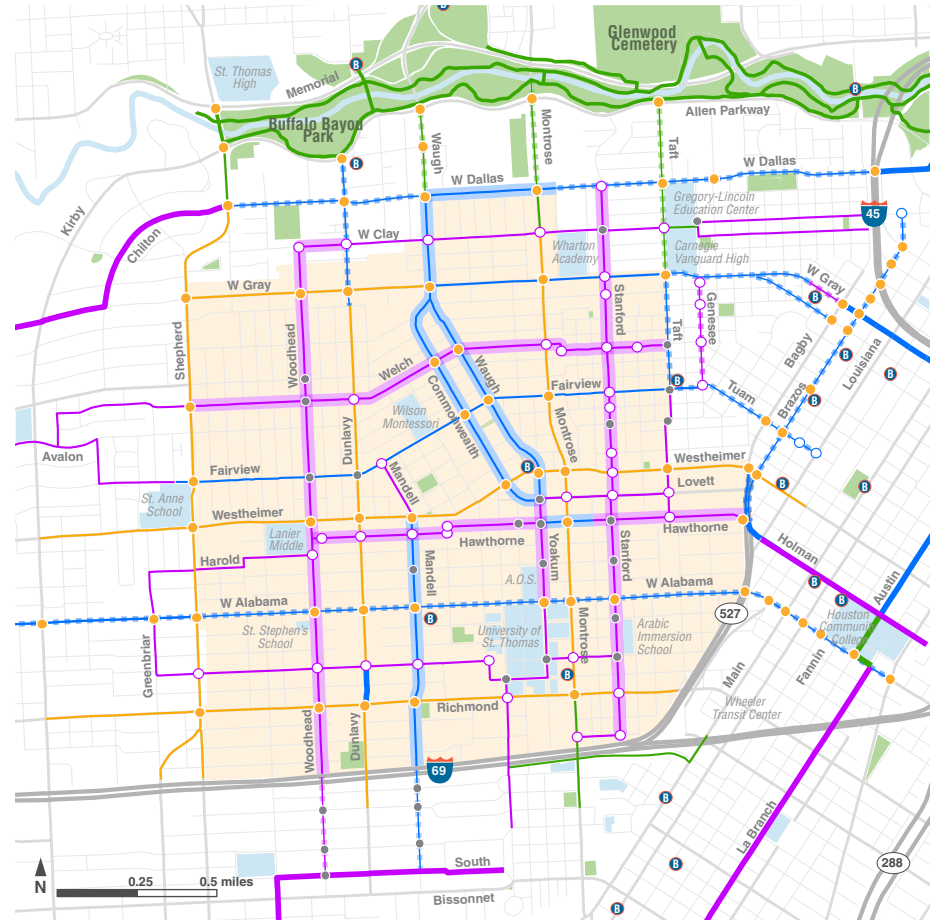 B
Glenwood
Cemetery
St. Thomas
High
B
Memorial
B
Allen Parkway
Buffalo Bayou
Park
Waugh
Montrose
Taft
B
W Dallas
W Dallas
Gregory-Lincoln
Education Center
Kirby
Chilton
45
W Clay
Wharton
Academy
Carnegie
Vanguard High
W Gray
W Gray
B
Stanford
Genesee
Shepherd
Woodhead
Taft
Bagby
Louisiana
B
Welch
Waugh
B
Fairview
B
Tuam
Brazos
B
Commonwealth
Wilson
Montessori
Dunlavy
Montrose
Avalon
Mandell
Westheimer
Fairview
B
Lovett
B
B
St. Anne
School
Westheimer
Lanier
Middle
Hawthorne
Hawthorne
Yoakum
Stanford
Holman
Harold
Mandell
A.O.S.
W Alabama
B
Austin
W Alabama
B
527
Houston
Community
College
St. Stephen's
School
B
University of
St. Thomas
Montrose
Arabic
Immersion
School
Greenbriar
B
Main
Fannin
Richmond
Wheeler
Transit Center
Woodhead
Dunlavy
69
B
La Branch
N
0.25
0.5 miles
South
Bissonnet
B
288
B